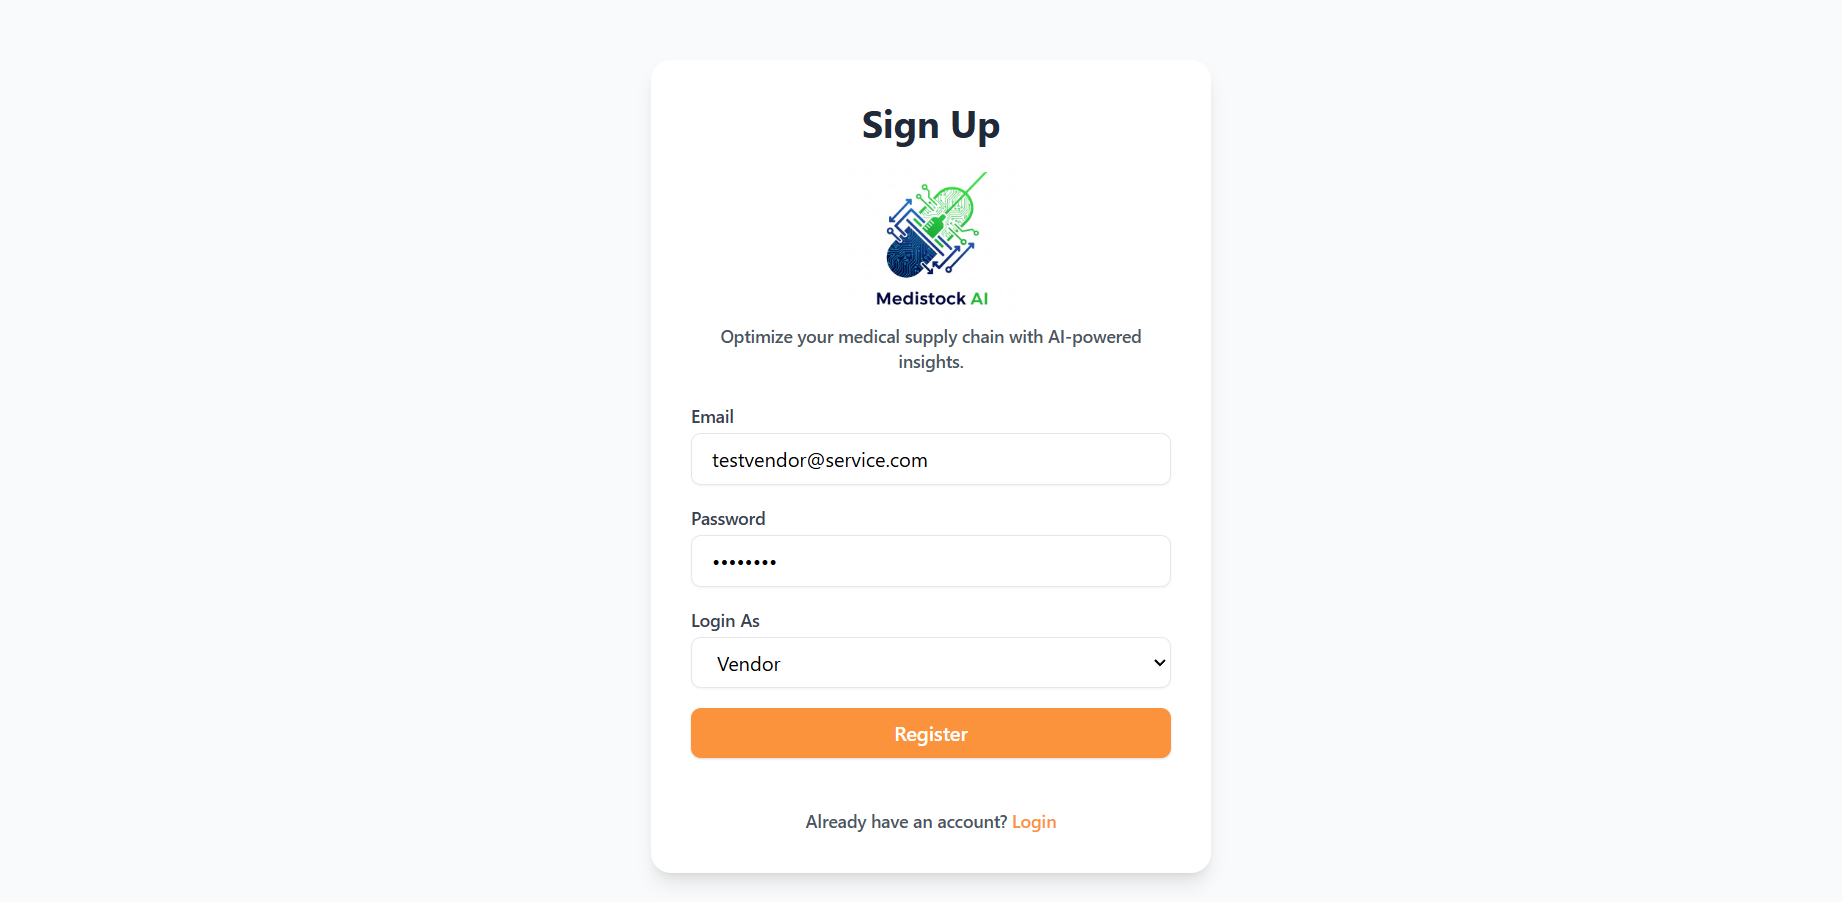 Sign Up
Medistock AI
Optimize your medical supply chain with AI-powered
insights.
Email
testvendor@service.com
Password
••••••••
Login As
Vendor
Register
Already have an account? Login